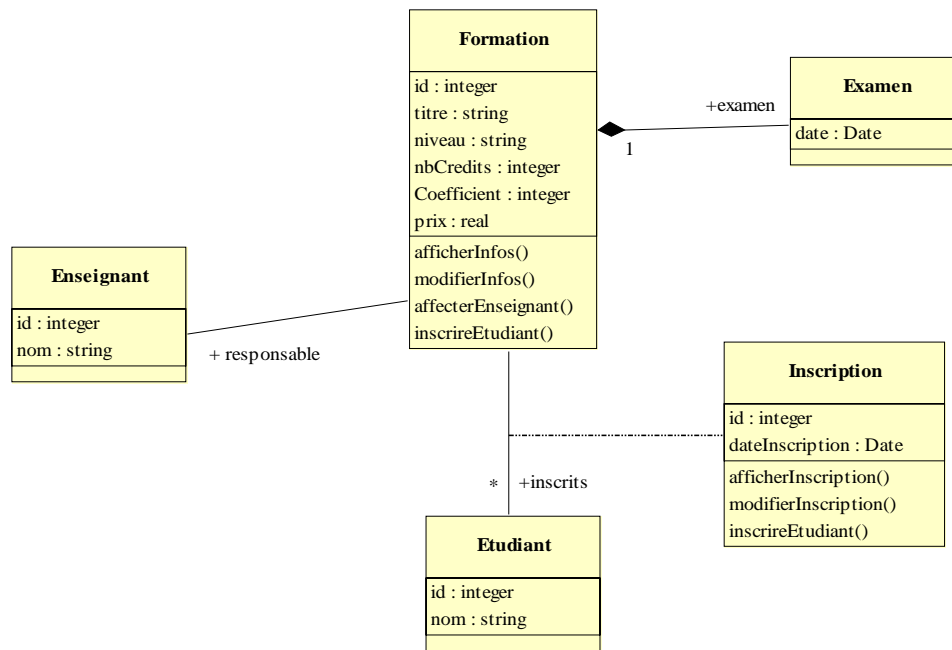 Formation
id : integer
titre : string
niveau : string
nbCredits : integer
Coefficient : integer
prix : real
afficherInfos()
modifierInfos()
affecterEnseignant()
inscrireEtudiant()
+examen
1
Examen
date : Date
Enseignant
id : integer
nom : string
+ responsable
Inscription
id : integer
dateInscription : Date
afficherInscription()
modifierInscription()
inscrireEtudiant()
* +inscrits
Etudiant
id : integer
nom : string